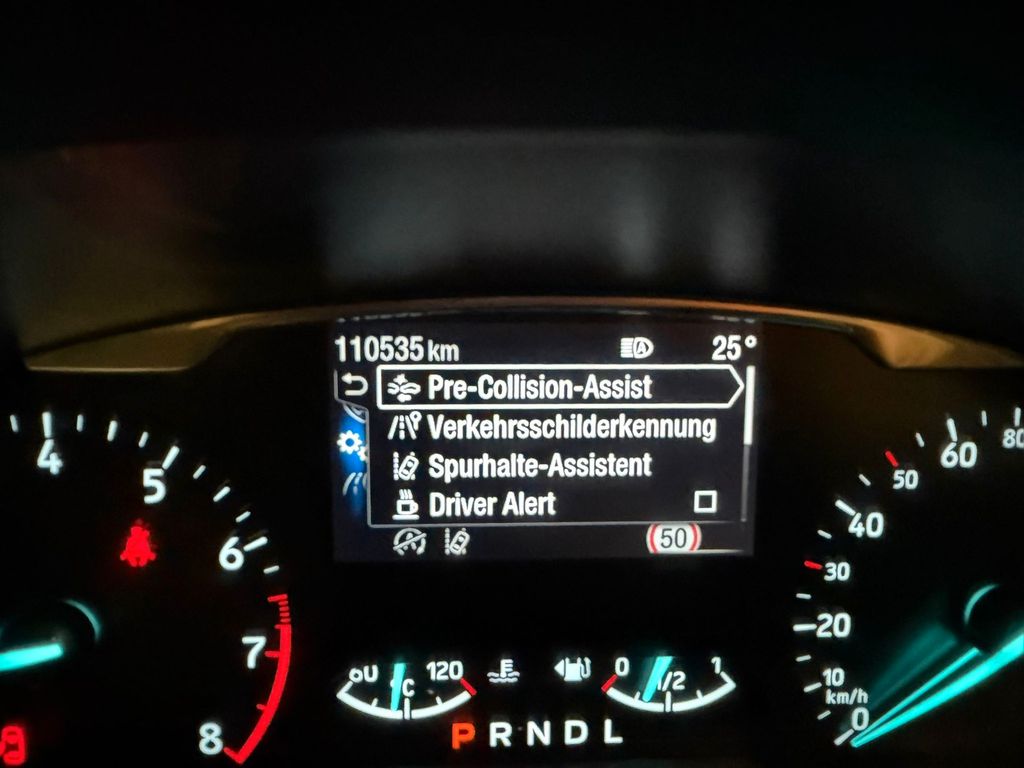 110535 km 25°
Pre-Collision-Assist
Verkehrsschilderkennung
Spurhalte-Assistent
Driver Alert
50
4
5
6
7
8
120
C
0
1/2
1
P R N D L
0
10
20
30
40
50
60
80
km/h